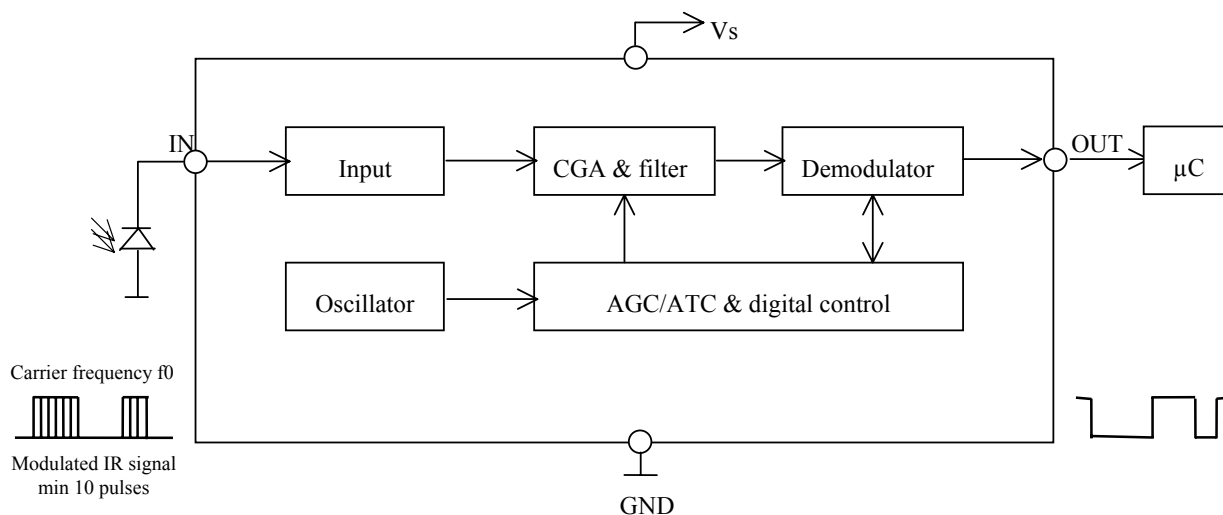 Vs
IN
OUT
Input
CGA & filter
Demodulator
µC
Oscillator
AGC/ATC & digital control
Carrier frequency f0
Modulated IR signal
min 10 pulses
GND